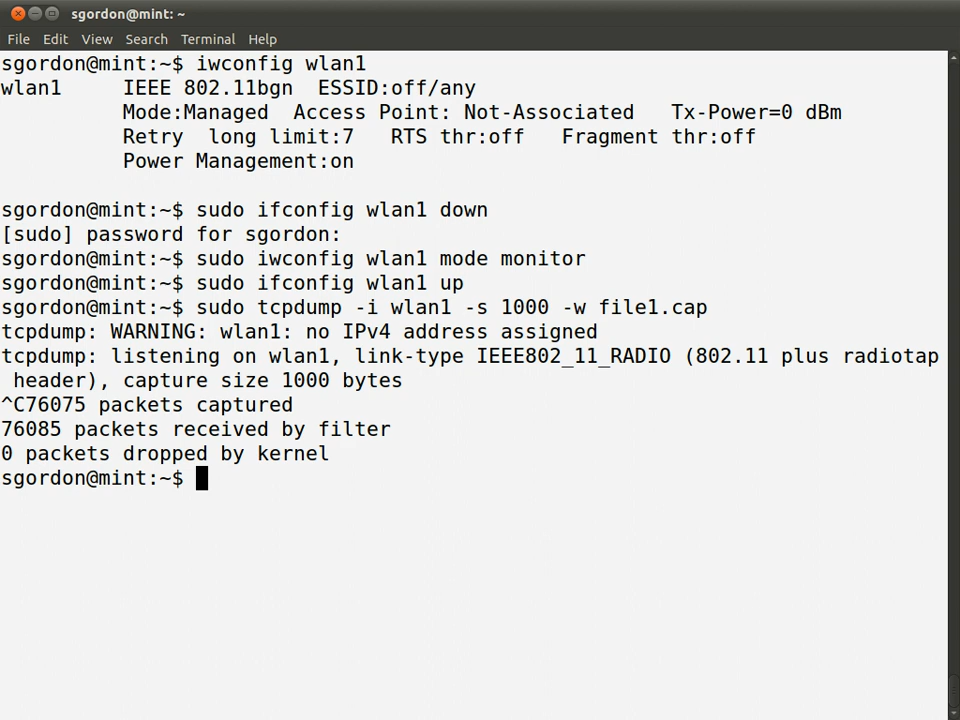 sgordon@mint: ~
File Edit View Search Terminal Help
sgordon@mint:~$ iwconfig wlan1
wlan1     IEEE 802.11bgn  ESSID:off/any
          Mode:Managed  Access Point: Not-Associated   Tx-Power=0 dBm
          Retry  long limit:7   RTS thr:off   Fragment thr:off
          Power Management:on
sgordon@mint:~$ sudo ifconfig wlan1 down
[sudo] password for sgordon:
sgordon@mint:~$ sudo iwconfig wlan1 mode monitor
sgordon@mint:~$ sudo ifconfig wlan1 up
sgordon@mint:~$ sudo tcpdump -i wlan1 -s 1000 -w file1.cap
tcpdump: WARNING: wlan1: no IPv4 address assigned
tcpdump: listening on wlan1, link-type IEEE802_11_RADIO (802.11 plus radiotap
 header), capture size 1000 bytes
^C76075 packets captured
76085 packets received by filter
0 packets dropped by kernel
sgordon@mint:~$